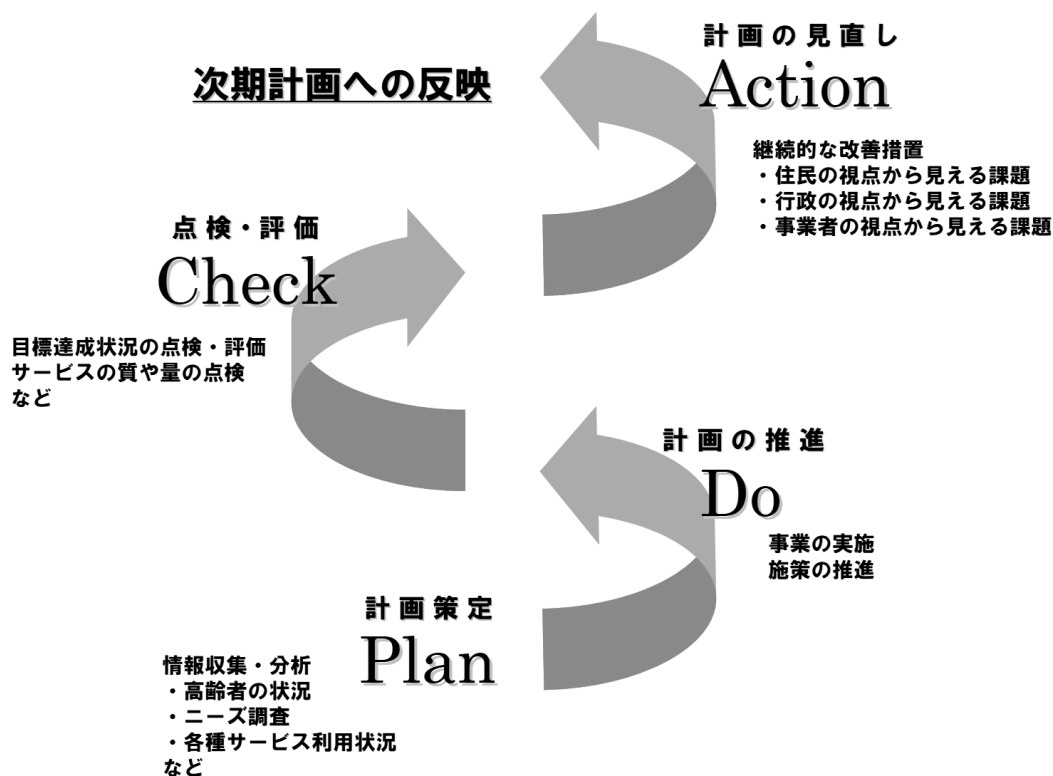 計画の見直し
Action
次期計画への反映
継続的な改善措置
・住民の視点から見える課題
・行政の視点から見える課題
・事業者の視点から見える課題
点検・評価
Check
目標達成状況の点検・評価
サービスの質や量の点検
など
計画の推進
Do
事業の実施
施策の推進
計画策定
Plan
情報収集・分析
・高齢者の状況
・ニーズ調査
・各種サービス利用状況
など